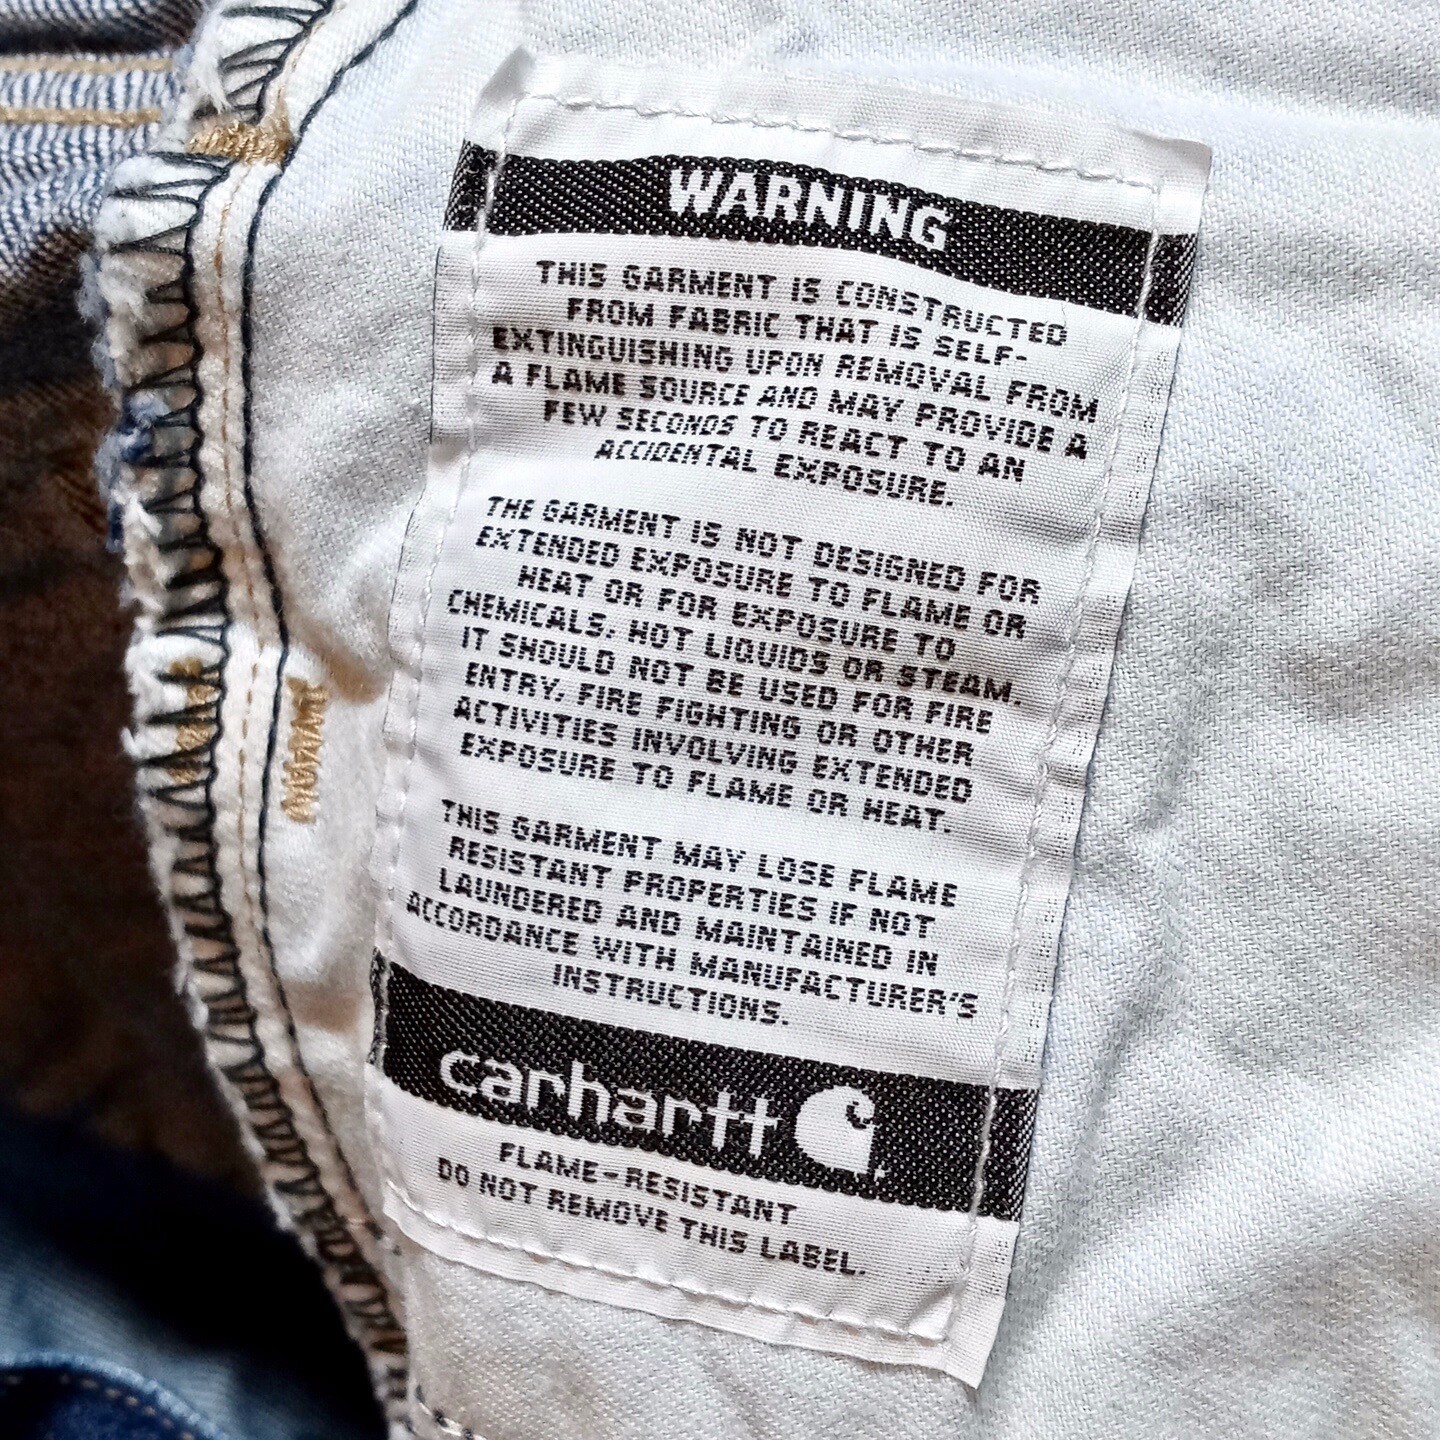 WARNING
THIS GARMENT IS CONSTRUCTED
FROM FABRIC THAT IS SELF-
EXTINGUISHING UPON REMOVAL FROM
A FLAME SOURCE AND MAY PROVIDE A
FEW SECONDS TO REACT TO AN
ACCIDENTAL EXPOSURE.
THE GARMENT IS NOT DESIGNED FOR
EXTENDED EXPOSURE TO FLAME OR
HEAT OR FOR EXPOSURE TO
CHEMICALS, HOT LIQUIDS OR STEAM.
IT SHOULD NOT BE USED FOR FIRE
ENTRY, FIRE FIGHTING OR OTHER
ACTIVITIES INVOLVING EXTENDED
EXPOSURE TO FLAME OR HEAT.
THIS GARMENT MAY LOSE FLAME
RESISTANT PROPERTIES IF NOT
LAUNDERED AND MAINTAINED IN
ACCORDANCE WITH MANUFACTURER'S
INSTRUCTIONS.
carhartt
FLAME-RESISTANT
DO NOT REMOVE THIS LABEL.